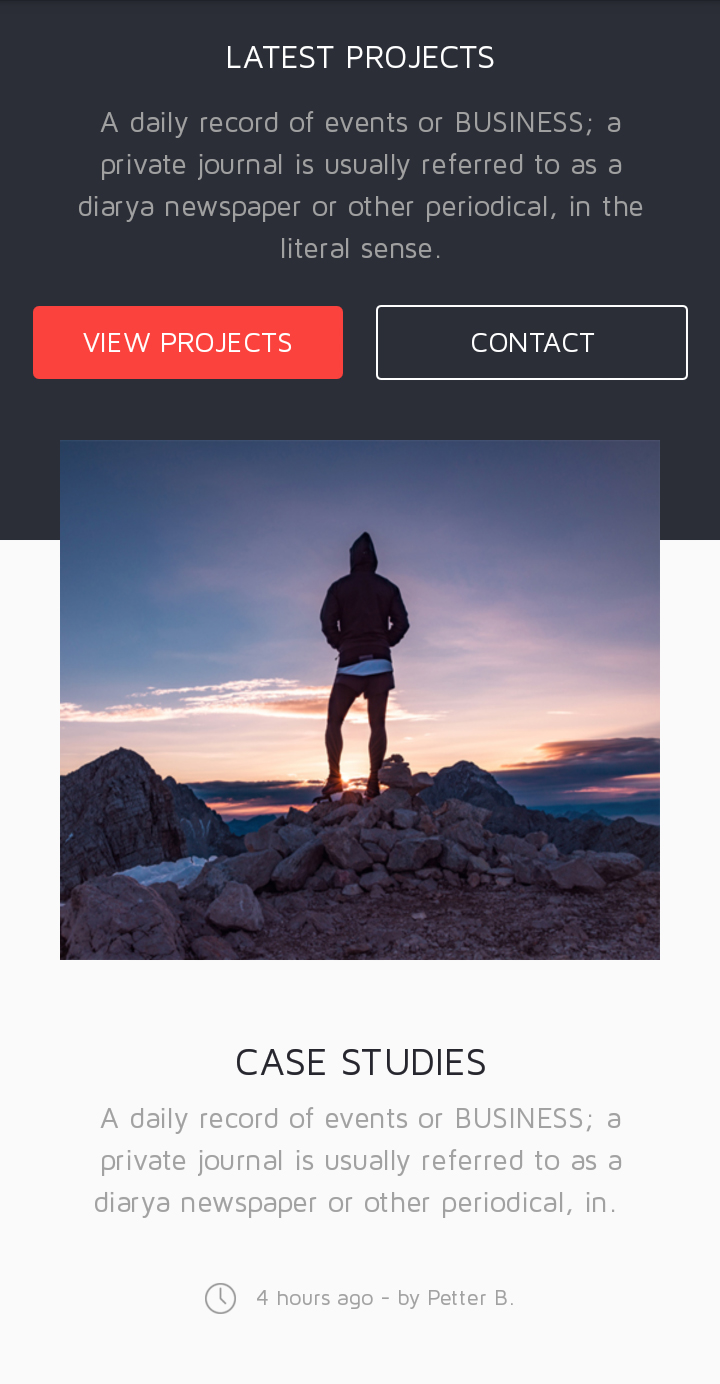 LATEST PROJECTS
A daily record of events or BUSINESS; a
private journal is usually referred to as a
diarya newspaper or other periodical, in the
literal sense.
VIEW PROJECTS
CONTACT
CASE STUDIES
A daily record of events or BUSINESS; a
private journal is usually referred to as a
diarya newspaper or other periodical, in.
4 hours ago - by Petter B.